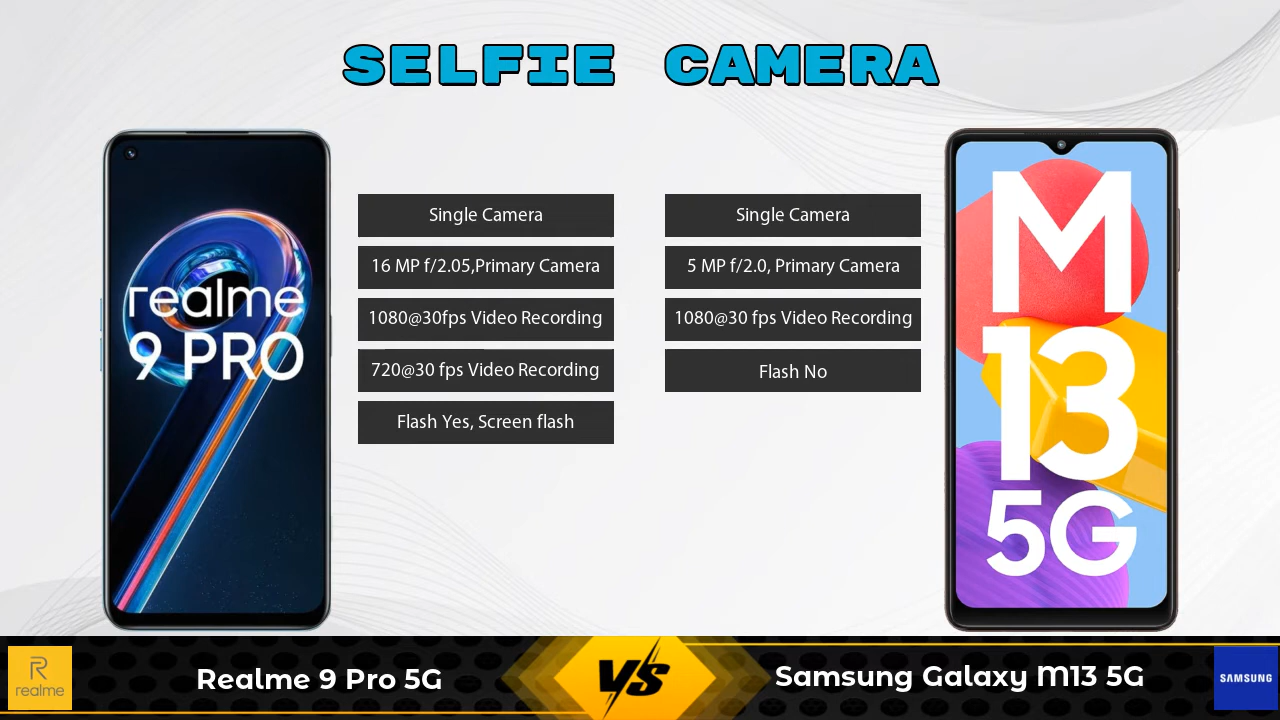 SELFIE CAMERA
realme
9 PRO
Single Camera
16 MP f/2.05,Primary Camera
1080@30fps Video Recording
720@30 fps Video Recording
Flash Yes, Screen flash
Single Camera
5 MP f/2.0, Primary Camera
1080@30 fps Video Recording
Flash No
M
13
5G
R
realme
Realme 9 Pro 5G
VS
Samsung Galaxy M13 5G
SAMSUNG